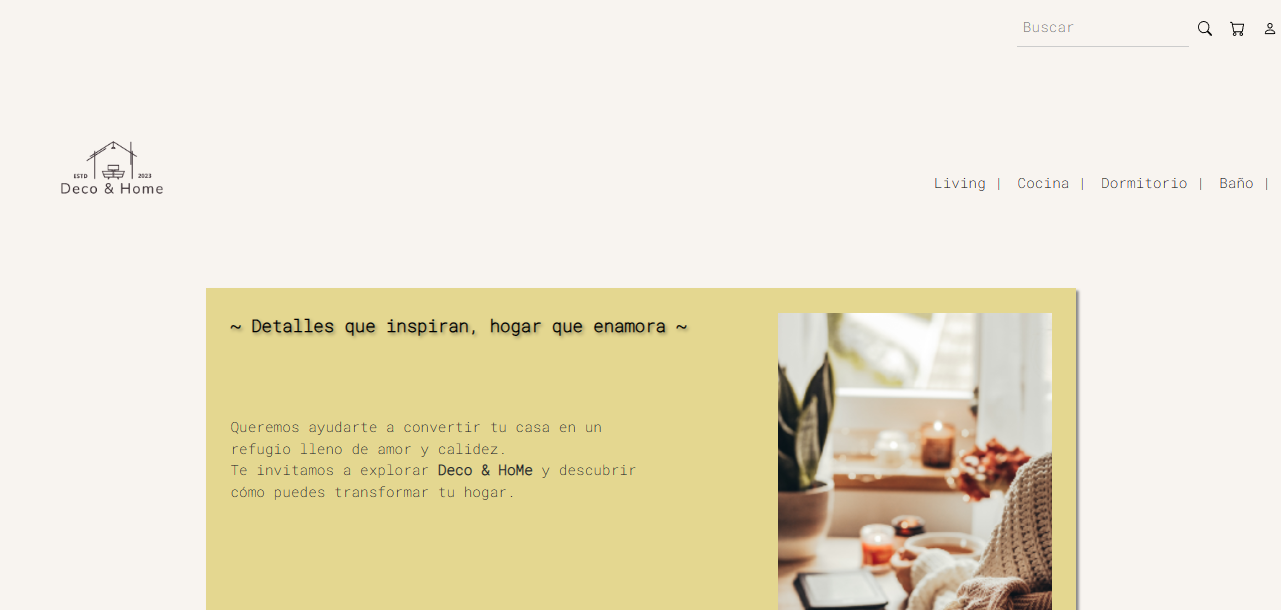 Buscar
ESTD 2023
Deco & Home
Living | Cocina | Dormitorio | Baño |
~ Detalles que inspiran, hogar que enamora ~
Queremos ayudarte a convertir tu casa en un
refugio lleno de amor y calidez.
Te invitamos a explorar Deco & HoMe y descubrir
cómo puedes transformar tu hogar.